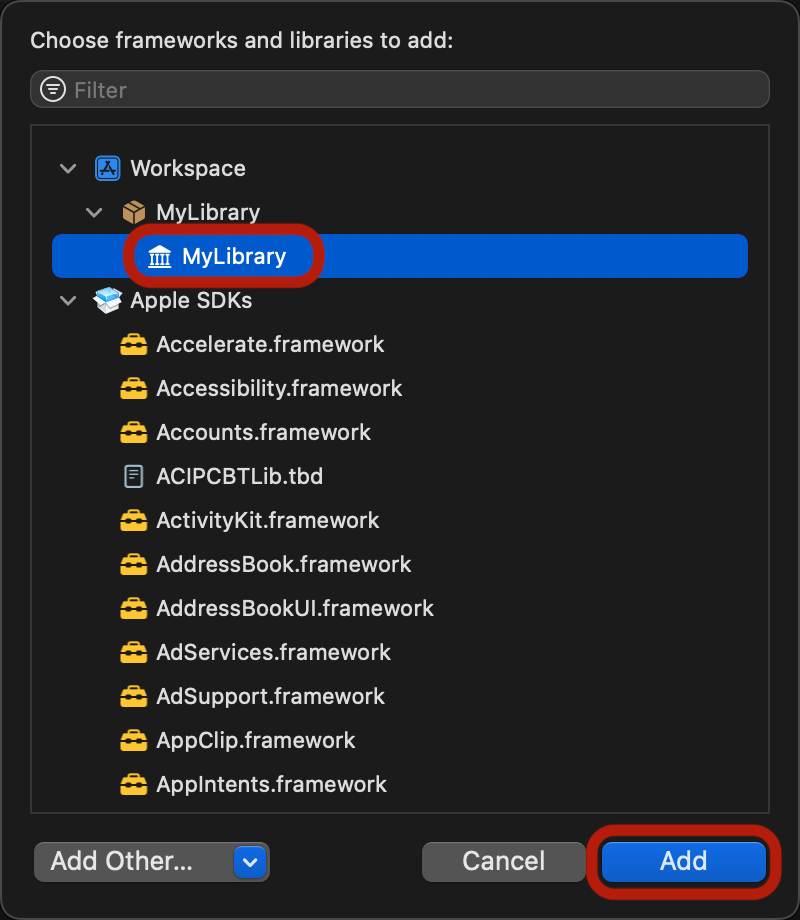 Choose frameworks and libraries to add:
Filter
Workspace
MyLibrary
MyLibrary
Apple SDKs
Accelerate.framework
Accessibility.framework
Accounts.framework
ACIPCBTLib.tbd
ActivityKit.framework
AddressBook.framework
AddressBookUI.framework
AdServices.framework
AdSupport.framework
AppClip.framework
AppIntents.framework
Add Other... Cancel Add